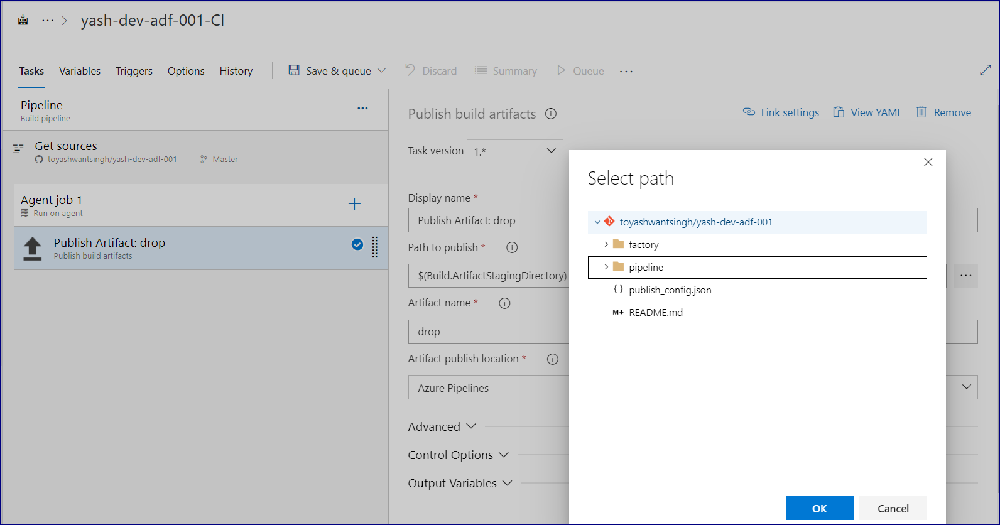 ··· > yash-dev-adf-001-CI
Tasks Variables Triggers Options History Save & queue Discard Summary Queue ···
Pipeline
Build pipeline
Get sources
toyashwantsingh/yash-dev-adf-001 Master
Agent job 1
Run on agent
Publish Artifact: drop
Publish build artifacts
Publish build artifacts Link settings View YAML Remove
Task version 1.*
Display name *
Publish Artifact: drop
Path to publish *
$(Build.ArtifactStagingDirectory)
Artifact name *
drop
Artifact publish location *
Azure Pipelines
Advanced
Control Options
Output Variables
Select path
toyashwantsingh/yash-dev-adf-001
factory
pipeline
{ } publish_config.json
M↓ README.md
OK Cancel